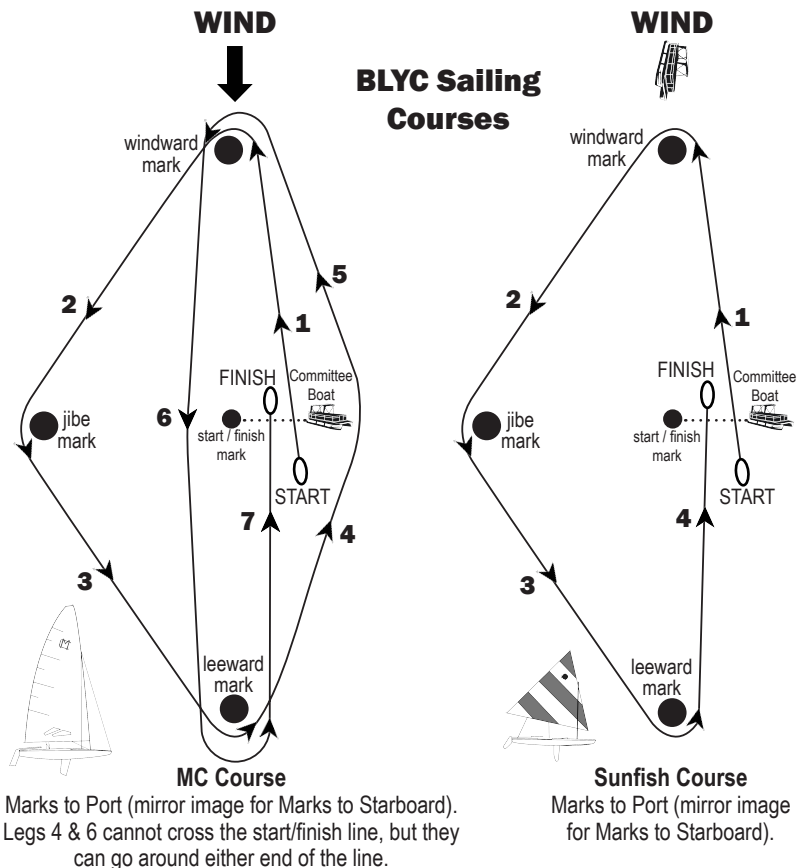 WIND
WIND
BLYC Sailing
Courses
windward
mark
windward
mark
5
2
1
2
1
FINISH
Committee
Boat
FINISH
Committee
Boat
6
jibe
mark
start / finish
mark
jibe
mark
start / finish
mark
START
START
7
4
4
3
3
leeward
mark
leeward
mark
M
MC Course
Marks to Port (mirror image for Marks to Starboard).
Legs 4 & 6 cannot cross the start/finish line, but they
can go around either end of the line.
Sunfish Course
Marks to Port (mirror image
for Marks to Starboard).